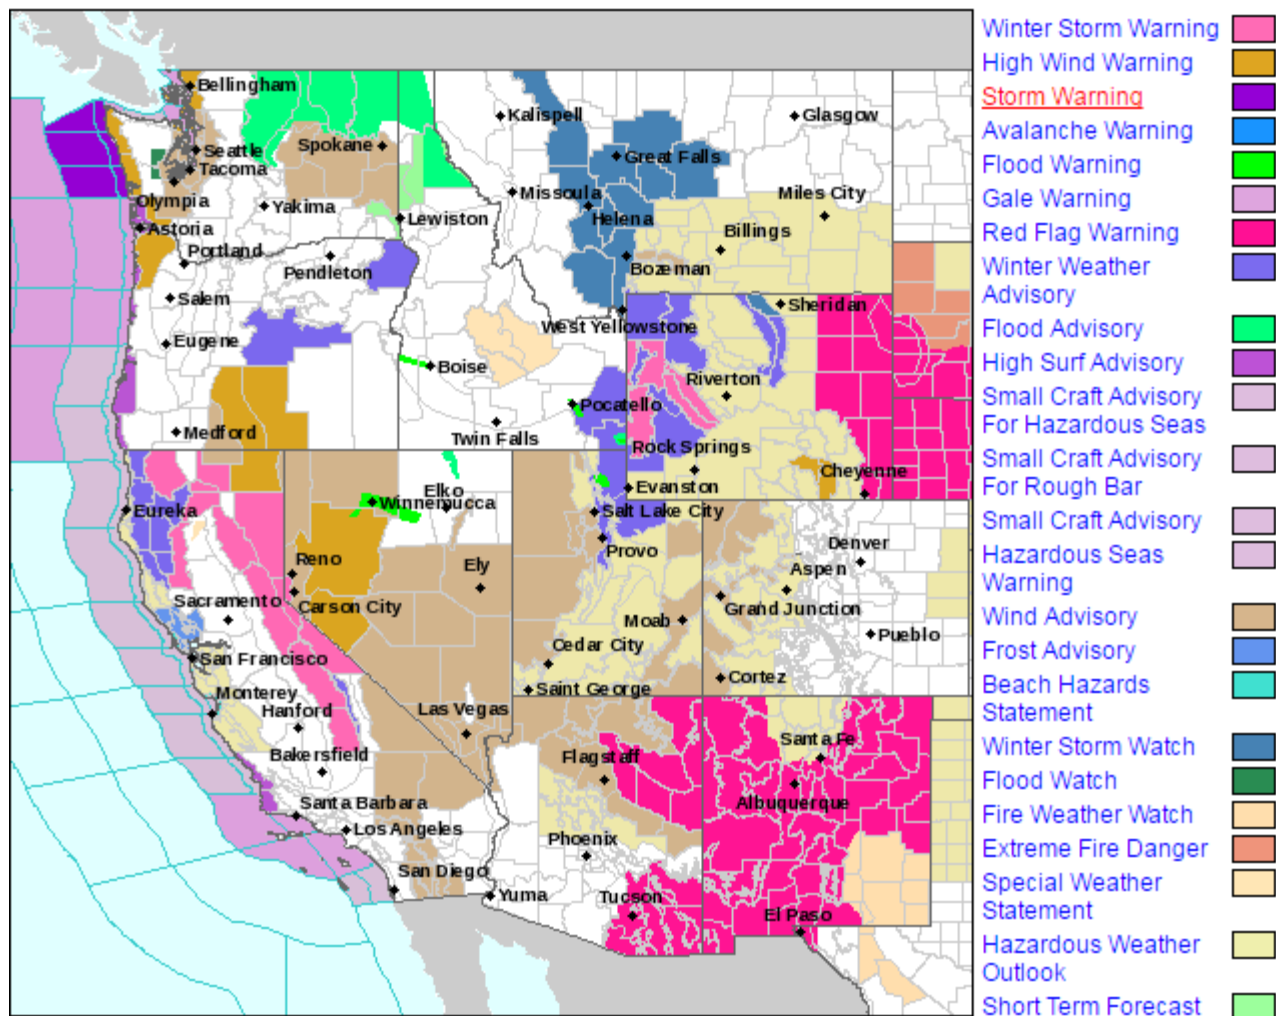 Bellingham
Seattle
Tacoma
Olympia
Spokane
Yakima
Lewiston
Kalispell
Glasgow
Great Falls
Missoula
Helena
Miles City
Billings
Bozeman
Astoria
Portland
Pendleton
Salem
Eugene
Medford
West Yellowstone
Sheridan
Boise
Riverton
Pocatello
Twin Falls
Rock Springs
Cheyenne
Evanston
Eureka
Elko
Winnemucca
Salt Lake City
Provo
Reno
Ely
Carson City
Denver
Aspen
Grand Junction
Sacramento
Moab
Pueblo
Cedar City
San Francisco
Cortez
Saint George
Monterey
Hanford
Las Vegas
Bakersfield
Flagstaff
Santa Fe
Albuquerque
Santa Barbara
Los Angeles
Phoenix
San Diego
Yuma
Tucson
El Paso
Winter Storm Warning
High Wind Warning
Storm Warning
Avalanche Warning
Flood Warning
Gale Warning
Red Flag Warning
Winter Weather
Advisory
Flood Advisory
High Surf Advisory
Small Craft Advisory
For Hazardous Seas
Small Craft Advisory
For Rough Bar
Small Craft Advisory
Hazardous Seas
Warning
Wind Advisory
Frost Advisory
Beach Hazards
Statement
Winter Storm Watch
Flood Watch
Fire Weather Watch
Extreme Fire Danger
Special Weather
Statement
Hazardous Weather
Outlook
Short Term Forecast